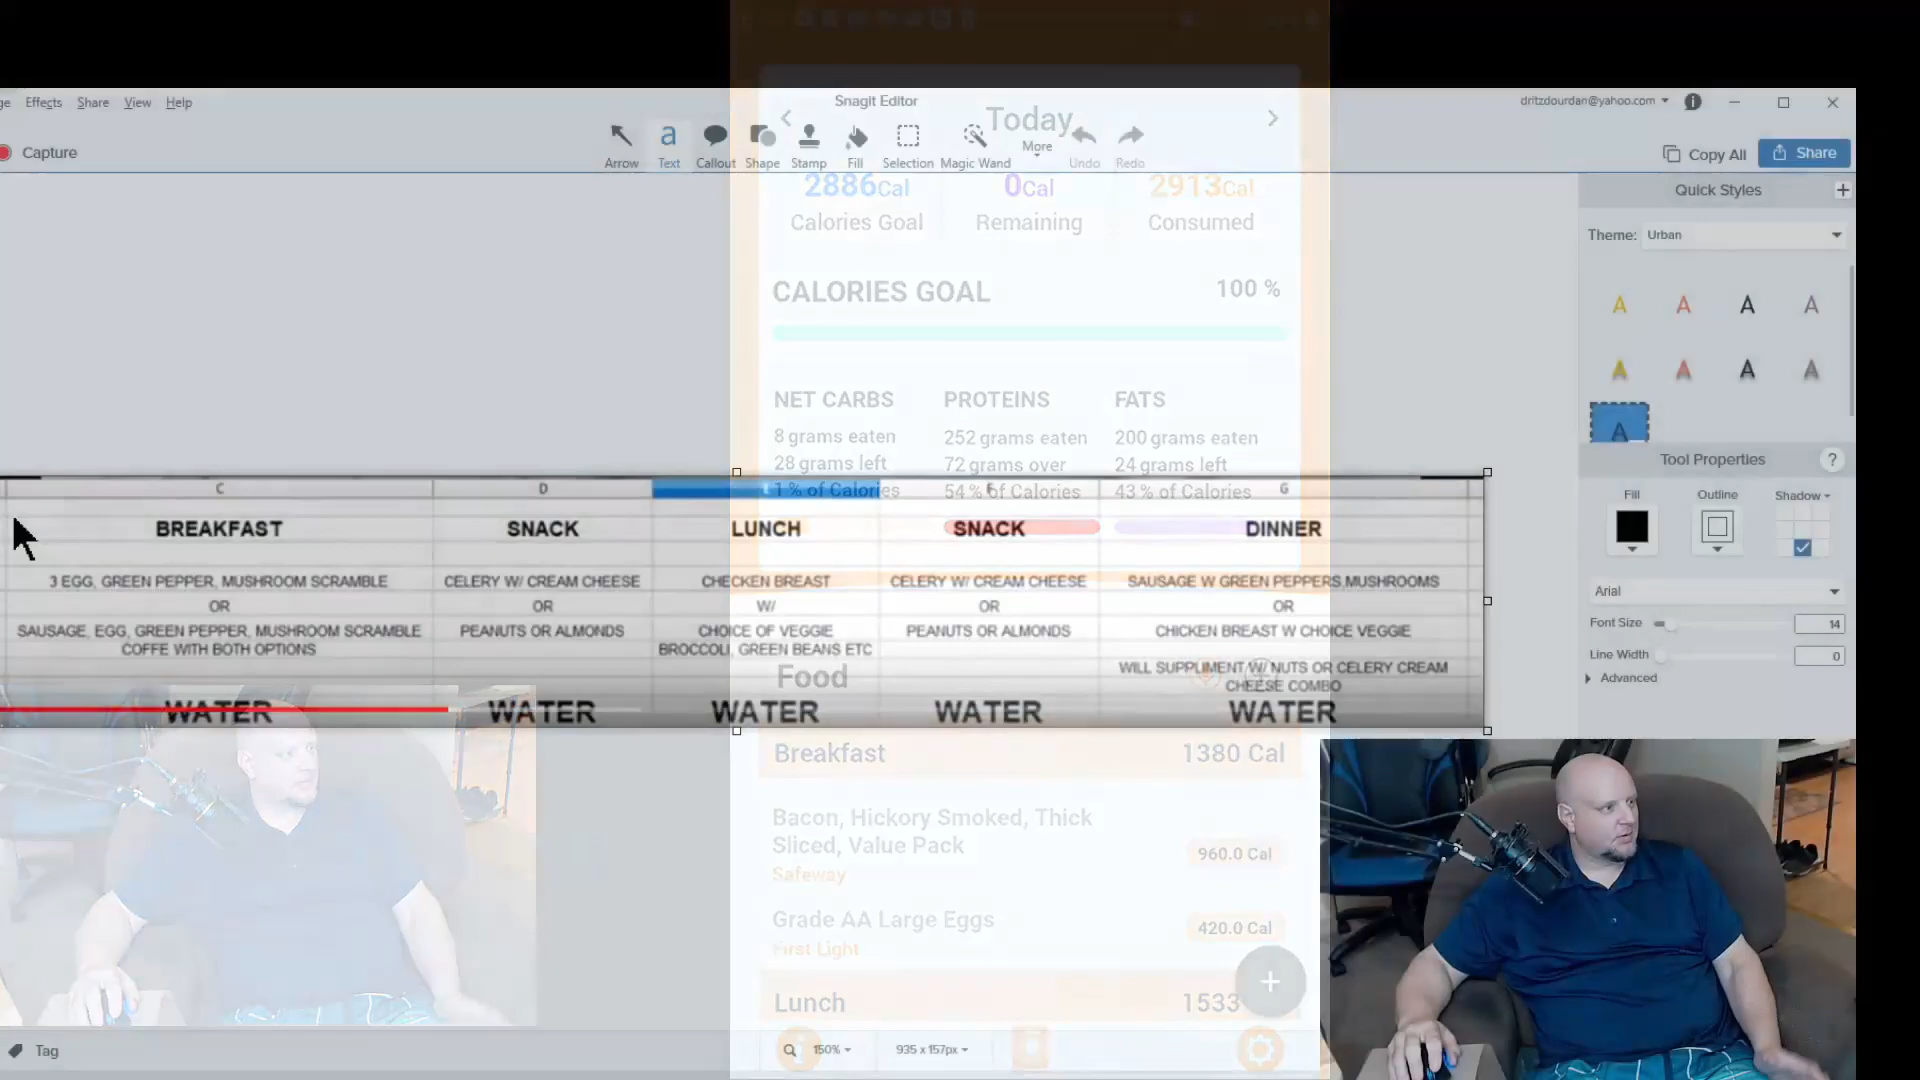 ge Effects Share View Help
Snagit Editor
dritzdourdan@yahoo.com
Capture
Arrow Text Callout Shape Stamp Fill Selection Magic Wand More Undo Redo
Copy All Share
Today
2886Cal 0Cal 2913Cal
Calories Goal Remaining Consumed
CALORIES GOAL 100 %
NET CARBS PROTEINS FATS
8 grams eaten 252 grams eaten 200 grams eaten
28 grams left 72 grams over 24 grams left
1 % of Calories 54 % of Calories 43 % of Calories
C D F G
BREAKFAST SNACK LUNCH SNACK DINNER
3 EGG, GREEN PEPPER, MUSHROOM SCRAMBLE CELERY W/ CREAM CHEESE CHECKEN BREAST CELERY W/ CREAM CHEESE SAUSAGE W GREEN PEPPERS,MUSHROOMS
OR OR W/ OR OR
SAUSAGE, EGG, GREEN PEPPER, MUSHROOM SCRAMBLE PEANUTS OR ALMONDS CHOICE OF VEGGIE PEANUTS OR ALMONDS CHICKEN BREAST W CHOICE VEGGIE
COFFE WITH BOTH OPTIONS BROCCOLI, GREEN BEANS ETC
WILL SUPPLIMENT W/ NUTS OR CELERY CREAM
CHEESE COMBO
WATER WATER WATER WATER WATER
Food
Breakfast 1380 Cal
Bacon, Hickory Smoked, Thick
Sliced, Value Pack
960.0 Cal
Safeway
Grade AA Large Eggs
420.0 Cal
First Light
Lunch 1533
Quick Styles
Theme: Urban
A A A A
A A A A
A
Tool Properties ?
Fill Outline Shadow
Arial
Font Size 14
Line Width 0
Advanced
Tag
150% 935 x 157px